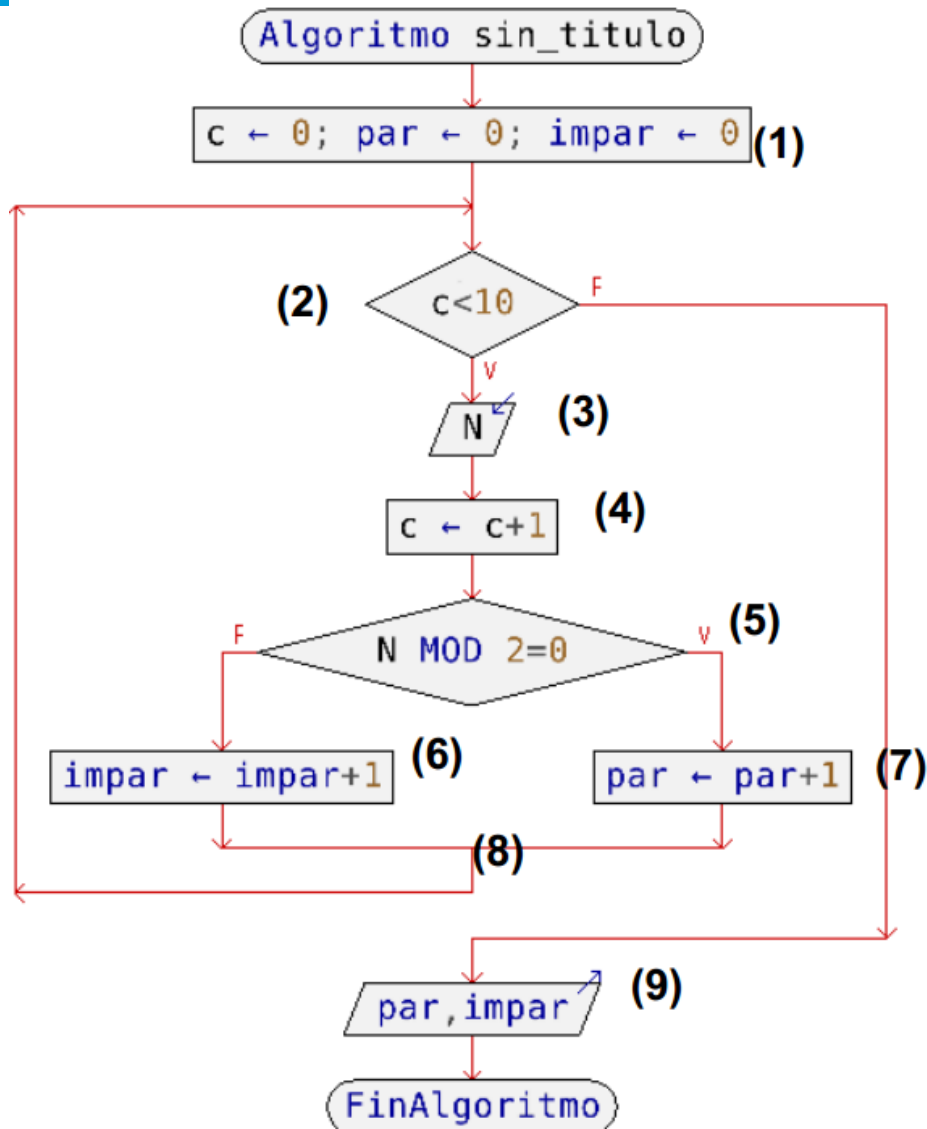 Algoritmo sin_titulo
c ← 0; par ← 0; impar ← 0 (1)
(2) c<10 F
V
N (3)
c ← c+1 (4)
F N MOD 2=0 V (5)
impar ← impar+1 (6) par ← par+1 (7)
(8)
par,impar (9)
FinAlgoritmo